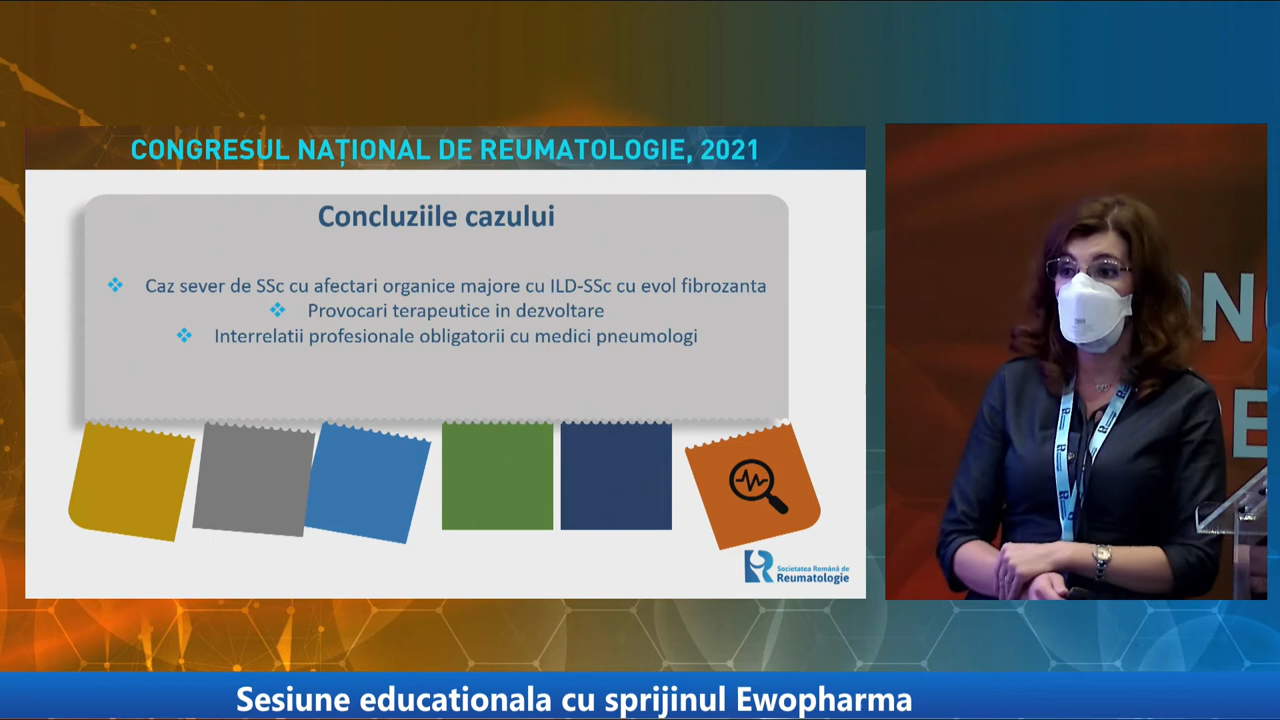 CONGRESUL NAȚIONAL DE REUMATOLOGIE, 2021
Concluziile cazului
Caz sever de SSc cu afectari organice majore cu ILD-SSc cu evol fibrozanta
Provocari terapeutice in dezvoltare
Interrelatii profesionale obligatorii cu medici pneumologi
Societatea Română de
Reumatologie
Sesiune educationala cu sprijinul Ewopharma